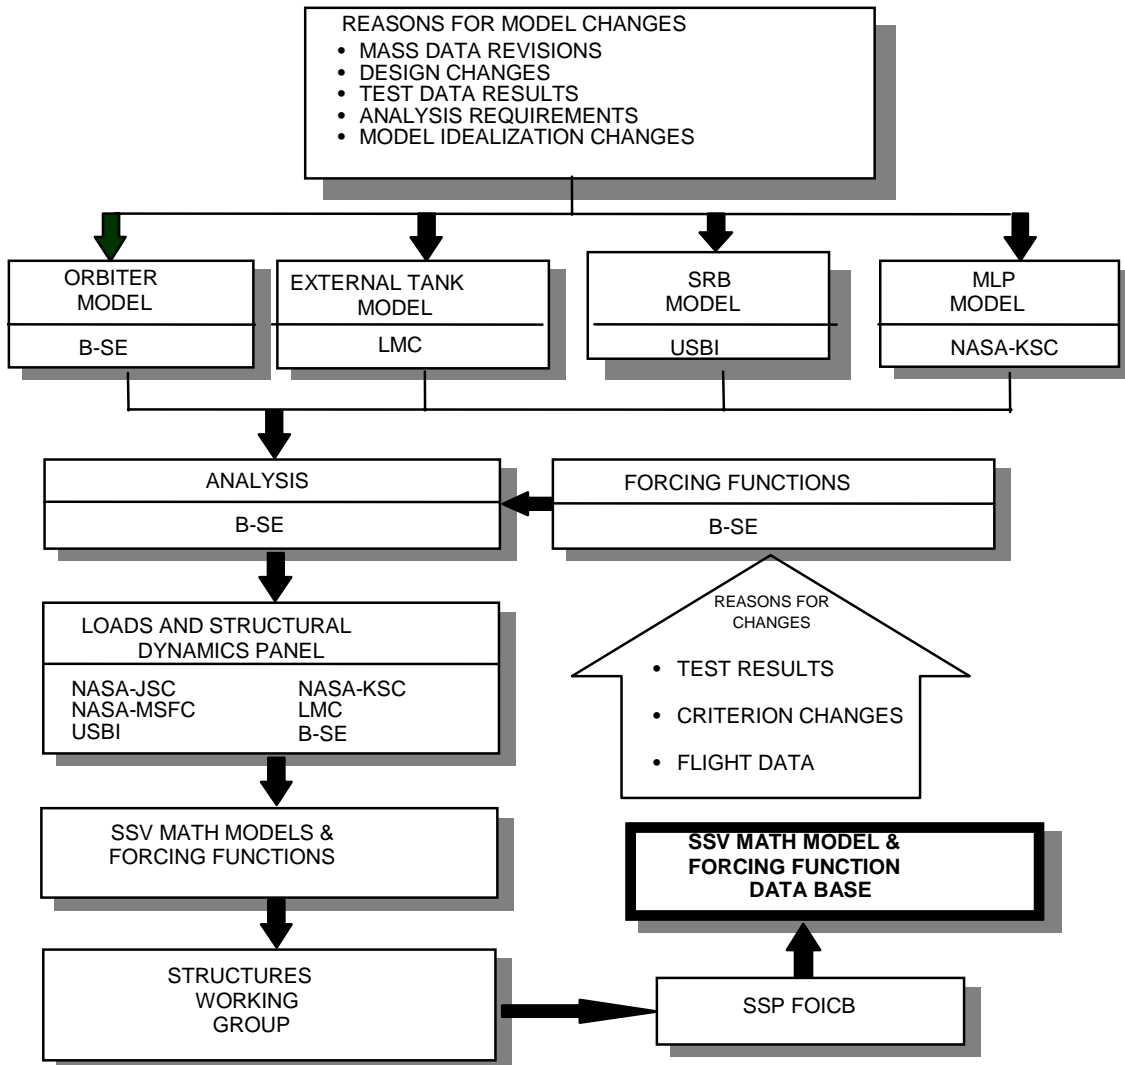 REASONS FOR MODEL CHANGES
• MASS DATA REVISIONS
• DESIGN CHANGES
• TEST DATA RESULTS
• ANALYSIS REQUIREMENTS
• MODEL IDEALIZATION CHANGES
ORBITER
MODEL
B-SE
EXTERNAL TANK
MODEL
LMC
SRB
MODEL
USBI
MLP
MODEL
NASA-KSC
ANALYSIS
B-SE
FORCING FUNCTIONS
B-SE
REASONS FOR
CHANGES
• TEST RESULTS
• CRITERION CHANGES
• FLIGHT DATA
LOADS AND STRUCTURAL
DYNAMICS PANEL
NASA-JSC NASA-KSC
NASA-MSFC LMC
USBI B-SE
SSV MATH MODELS &
FORCING FUNCTIONS
STRUCTURES
WORKING
GROUP
SSP FOICB
SSV MATH MODEL &
FORCING FUNCTION
DATA BASE